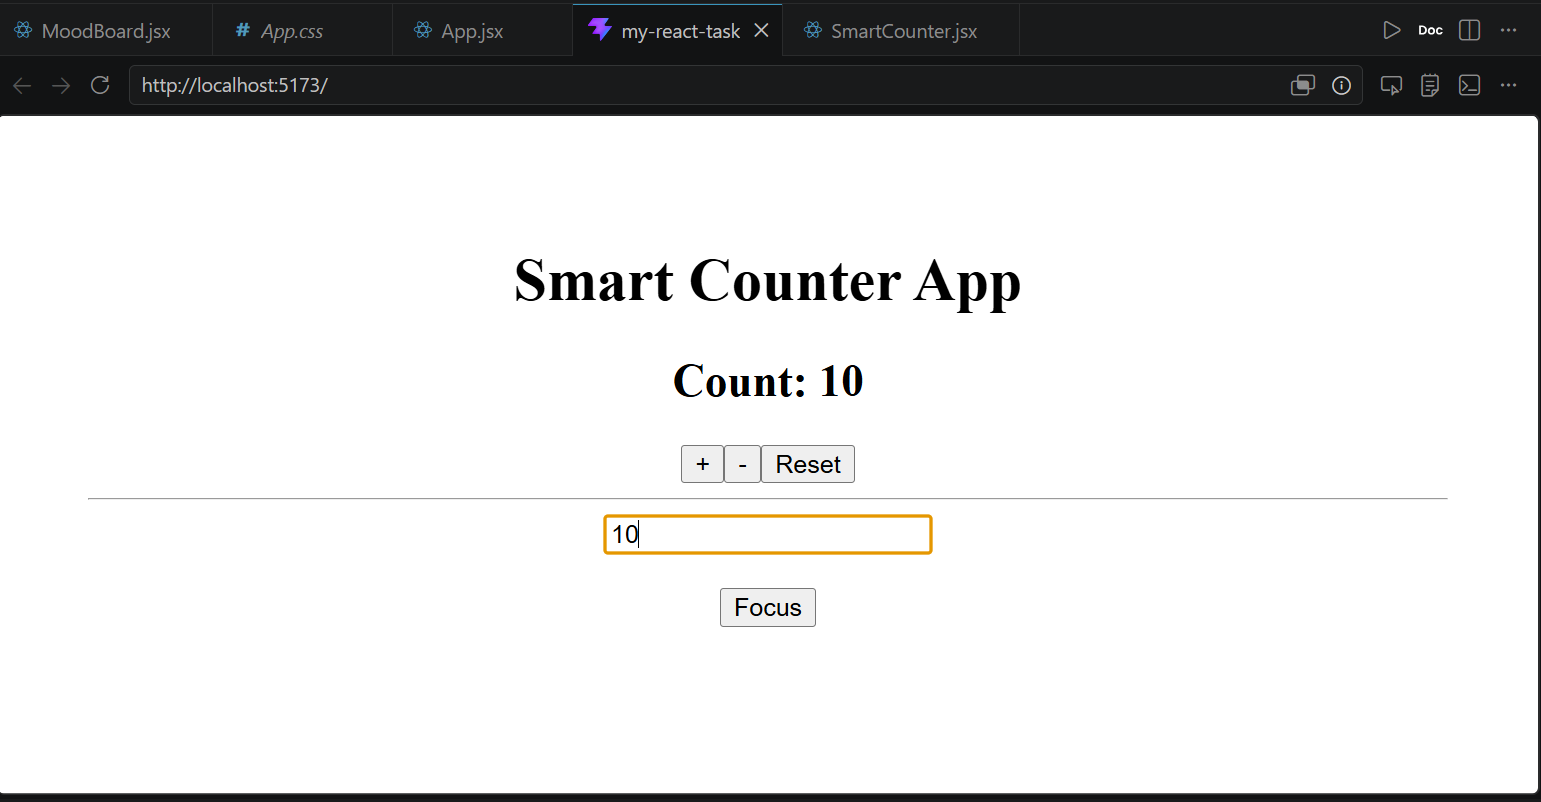 MoodBoard.jsx # App.css App.jsx my-react-task SmartCounter.jsx Doc
http://localhost:5173/
Smart Counter App
Count: 10
+ - Reset
10
Focus